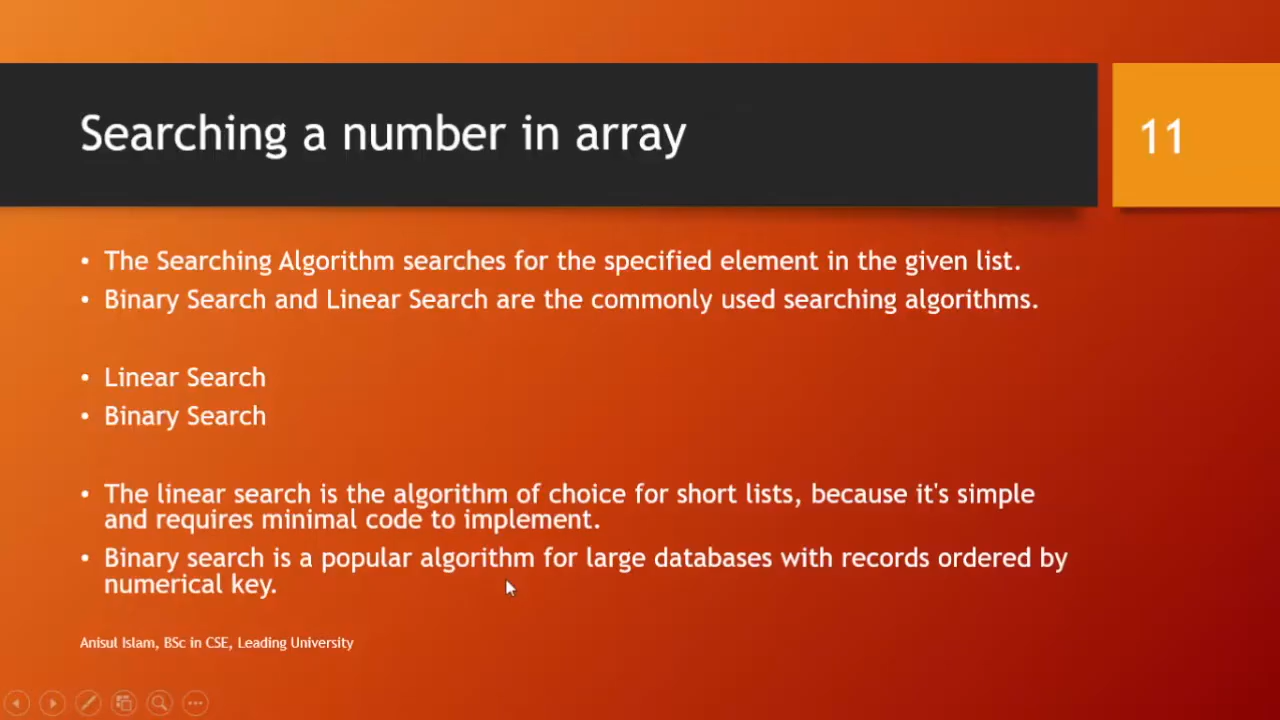 Searching a number in array
11
• The Searching Algorithm searches for the specified element in the given list.
• Binary Search and Linear Search are the commonly used searching algorithms.
• Linear Search
• Binary Search
• The linear search is the algorithm of choice for short lists, because it's simple
and requires minimal code to implement.
• Binary search is a popular algorithm for large databases with records ordered by
numerical key.
Anisul Islam, BSc in CSE, Leading University